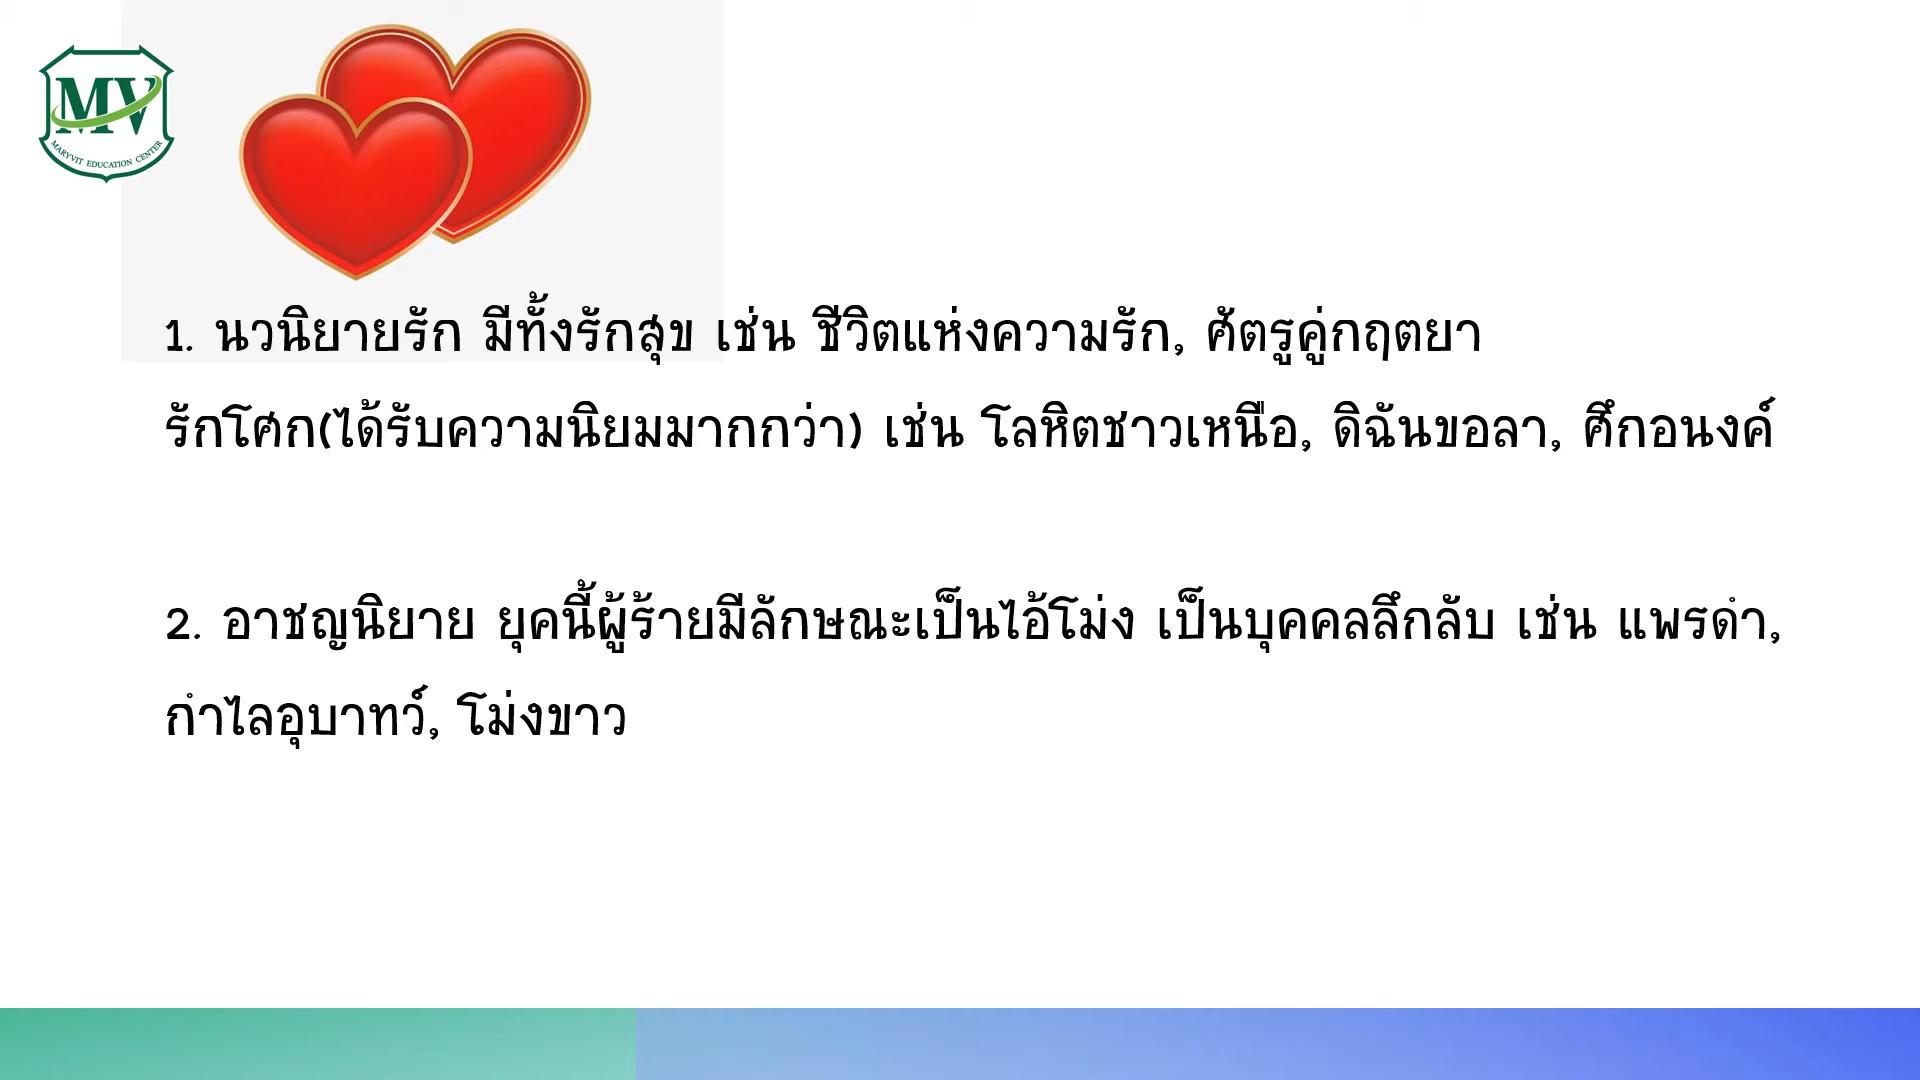 MV
MARYVIT EDUCATION CENTER
1. นวนิยายรัก มีทั้งรักสุข เช่น ชีวิตแห่งความรัก, ศัตรูคู่กฤตยา
รักโศก(ได้รับความนิยมมากกว่า) เช่น โลหิตชาวเหนือ, ดิฉันขอลา, ศึกอนงค์
2. อาชญนิยาย ยุคนี้ผู้ร้ายมีลักษณะเป็นไอ้โม่ง เป็นบุคคลลึกลับ เช่น แพรดำ,
กำไลอุบาทว์, โม่งขาว